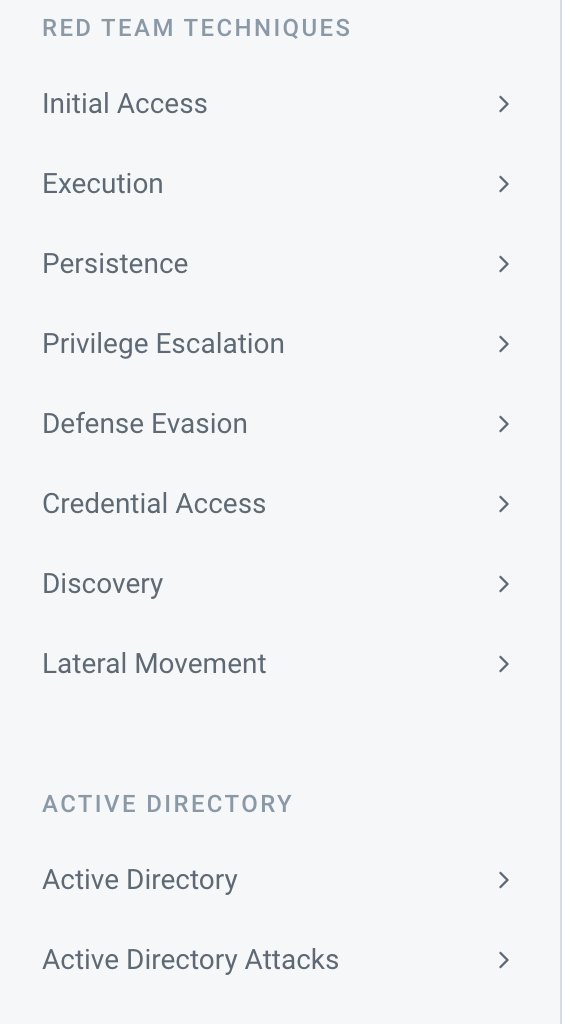 RED TEAM TECHNIQUES
Initial Access
Execution
Persistence
Privilege Escalation
Defense Evasion
Credential Access
Discovery
Lateral Movement
ACTIVE DIRECTORY
Active Directory
Active Directory Attacks